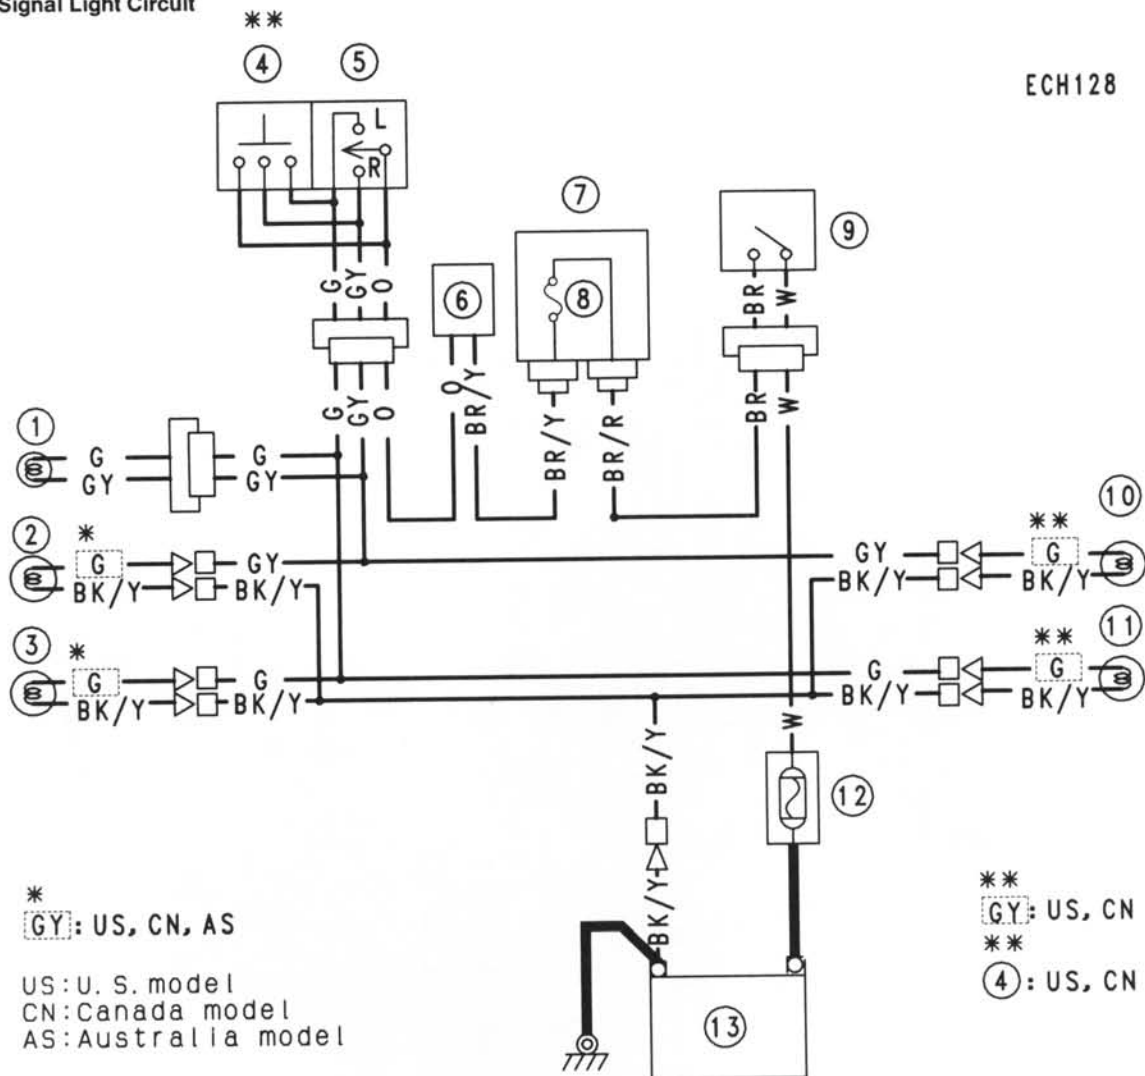 Signal Light Circuit
**
4 5
ECH128
L
R
7
9
G GY O
6
8
BR/Y
O
BR W
G GY O
BR/Y BR/R
BR W
1
G G
GY GY
10
2 * **
G GY GY G
BK/Y BK/Y BK/Y BK/Y
11
3 * **
G G G G
BK/Y BK/Y BK/Y BK/Y
BK/Y
W
12
BK/Y
*
GY: US, CN, AS
US: U. S. model
CN: Canada model
AS: Australia model
**
GY: US, CN
**
4: US, CN
13